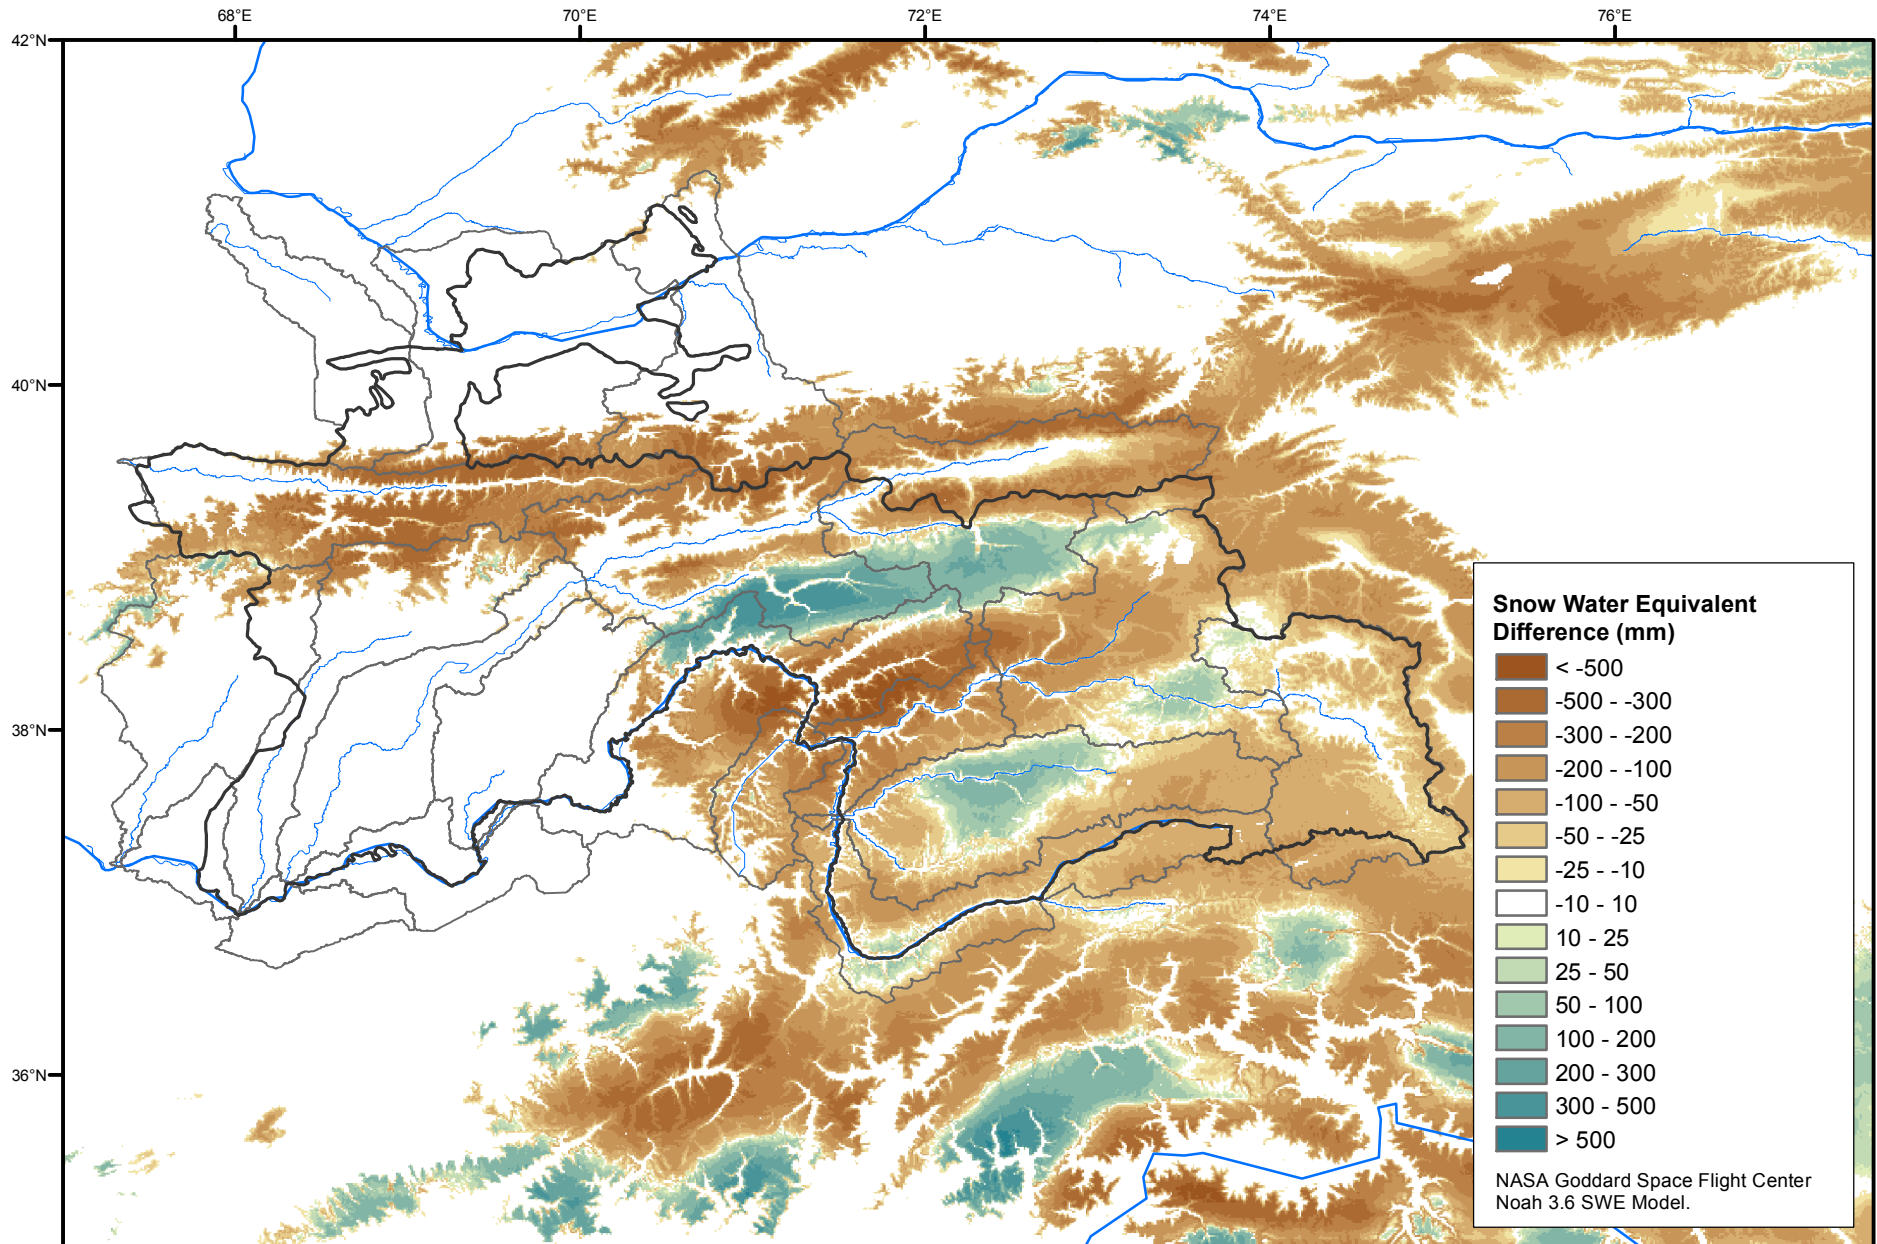 68°E 70°E 72°E 74°E 76°E
42°N
40°N
38°N
36°N
Snow Water Equivalent
Difference (mm)
< -500
-500 - -300
-300 - -200
-200 - -100
-100 - -50
-50 - -25
-25 - -10
-10 - 10
10 - 25
25 - 50
50 - 100
100 - 200
200 - 300
300 - 500
> 500
NASA Goddard Space Flight Center
Noah 3.6 SWE Model.